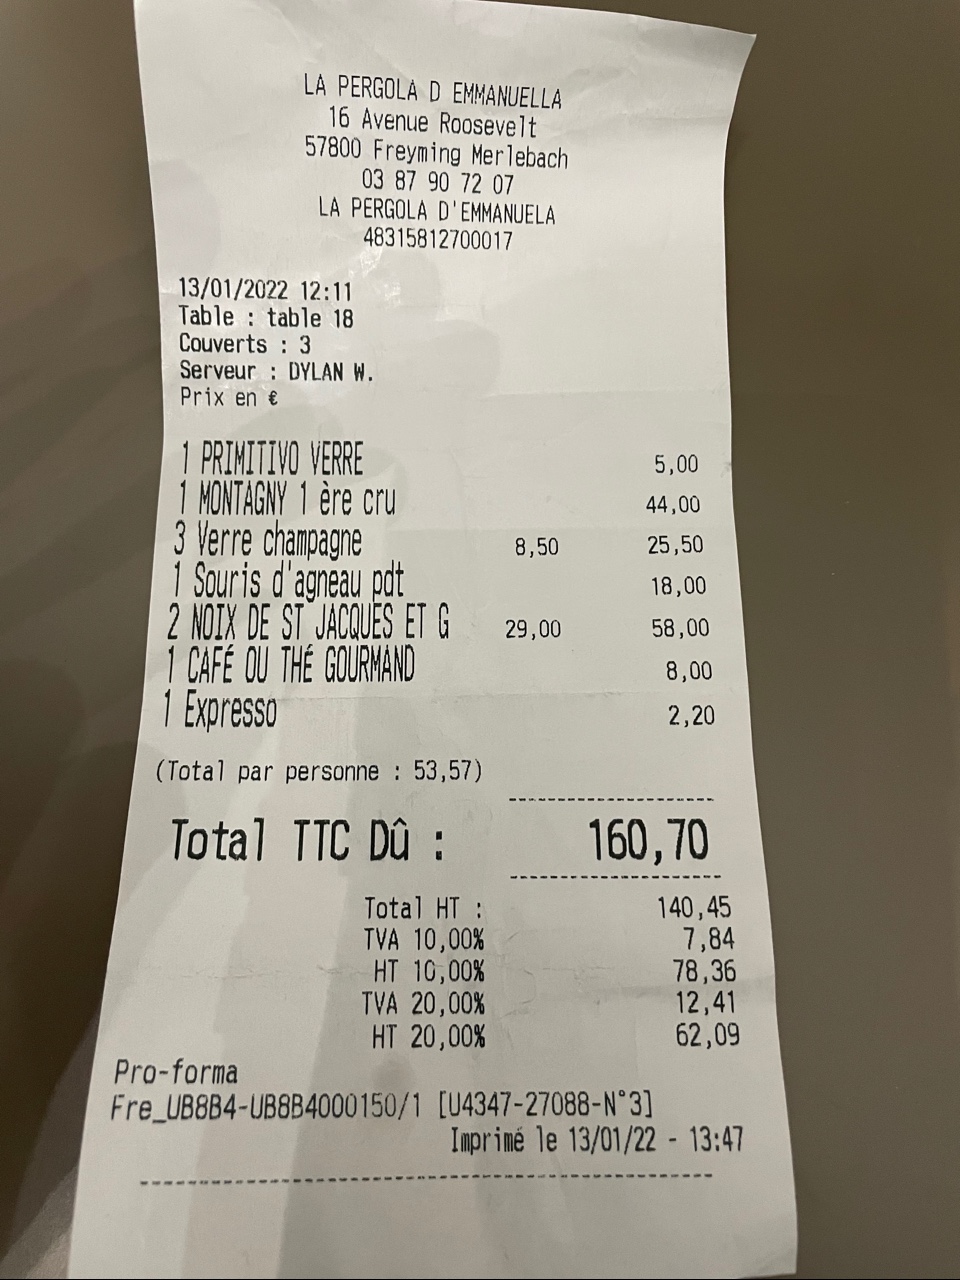 LA PERGOLA D EMMANUELLA
16 Avenue Roosevelt
57800 Freyming Merlebach
03 87 90 72 07
LA PERGOLA D'EMMANUELA
48315812700017
13/01/2022 12:11
Table : table 18
Couverts : 3
Serveur : DYLAN W.
Prix en €
1 PRIMITIVO VERRE 5,00
1 MONTAGNY 1 ère cru 44,00
3 Verre champagne 8,50 25,50
1 Souris d'agneau pdt 18,00
2 NOIX DE ST JACQUES ET G 29,00 58,00
1 CAFÉ OU THÉ GOURMAND 8,00
1 Expresso 2,20
(Total par personne : 53,57)
Total TTC Dû : 160,70
Total HT : 140,45
TVA 10,00% 7,84
HT 10,00% 78,36
TVA 20,00% 12,41
HT 20,00% 62,09
Pro-forma
Fre_UB8B4-UB8B4000150/1 [U4347-27088-N°3]
Imprimé le 13/01/22 - 13:47